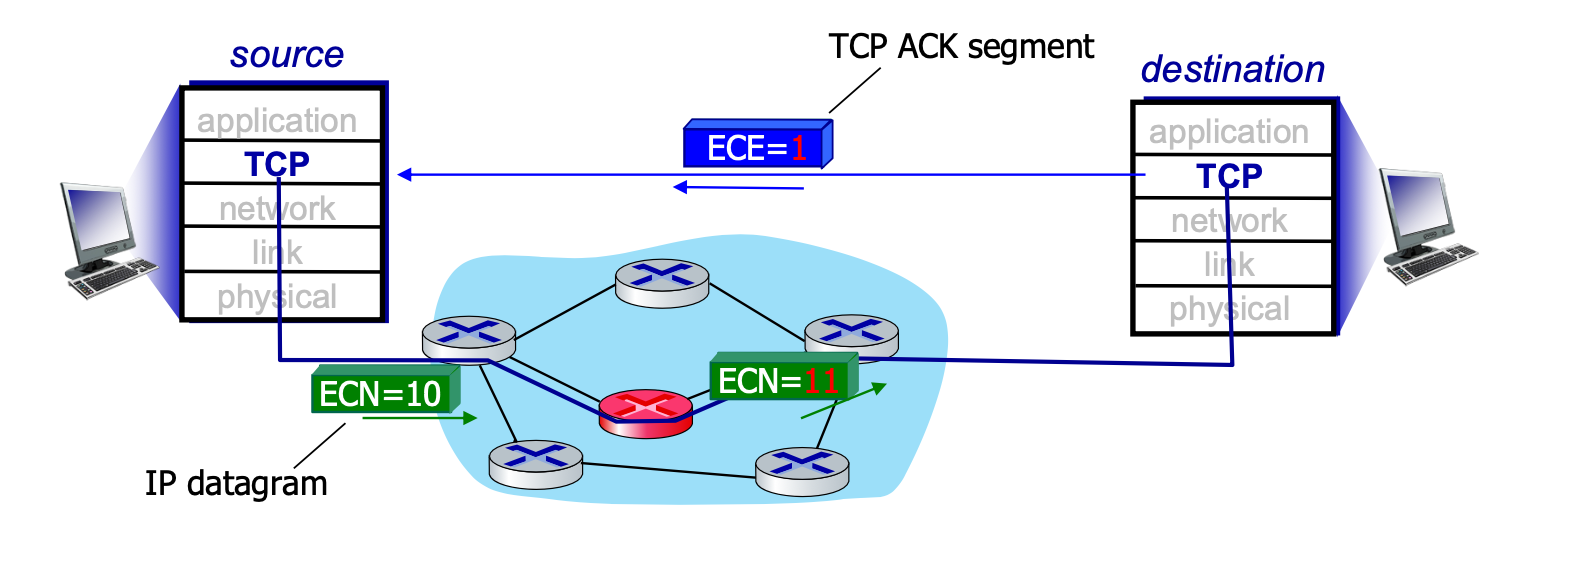 source
TCP ACK segment
destination
application
TCP
network
link
physical
ECE=1
application
TCP
network
link
physical
ECN=10
ECN=11
IP datagram